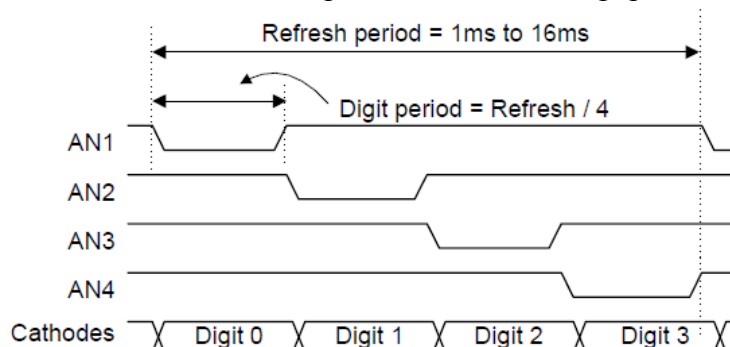 Refresh period = 1ms to 16ms
Digit period = Refresh / 4
AN1
AN2
AN3
AN4
Cathodes Digit 0 Digit 1 Digit 2 Digit 3